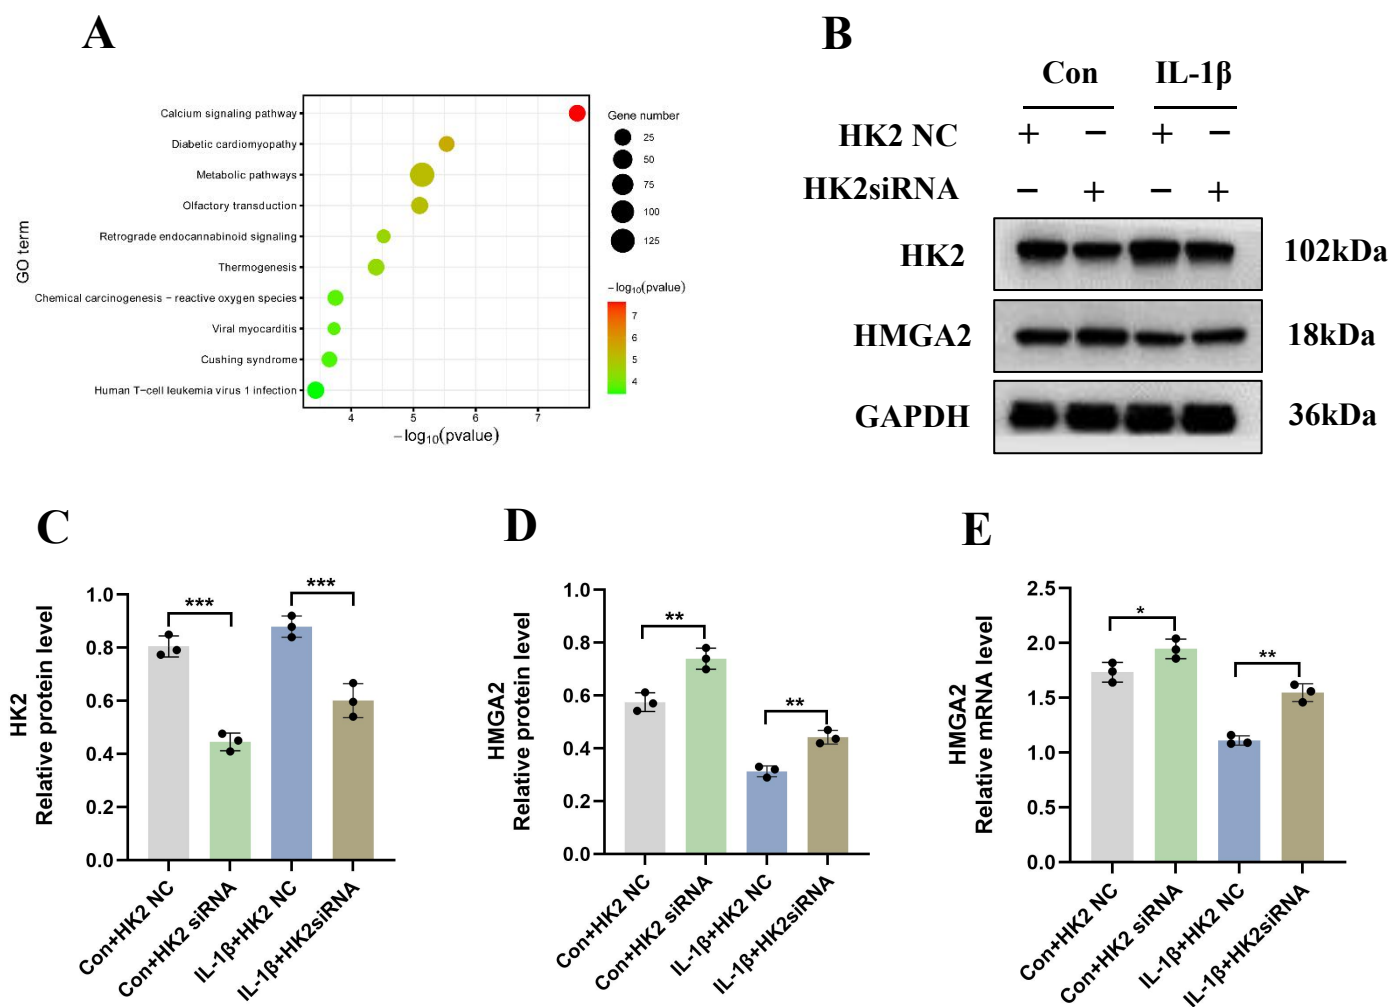 A
Calcium signaling pathway
Diabetic cardiomyopathy
Metabolic pathways
Olfactory transduction
Retrograde endocannabinoid signaling
Thermogenesis
Chemical carcinogenesis − reactive oxygen species
Viral myocarditis
Cushing syndrome
Human T−cell leukemia virus 1 infection
GO term
4 5 6 7
−log10(pvalue)
Gene number
25
50
75
100
125
−log10(pvalue)
7
6
5
4
B
Con IL-1β
HK2 NC + − + −
HK2siRNA − + − +
HK2 102kDa
HMGA2 18kDa
GAPDH 36kDa
C
HK2
Relative protein level
1.0
0.8
0.6
0.4
0.2
0.0
*** ***
Con+HK2 NC
Con+HK2 siRNA
IL-1β+HK2 NC
IL-1β+HK2siRNA
D
HMGA2
Relative protein level
1.0
0.8
0.6
0.4
0.2
0.0
** **
Con+HK2 NC
Con+HK2 siRNA
IL-1β+HK2 NC
IL-1β+HK2siRNA
E
HMGA2
Relative mRNA level
2.5
2.0
1.5
1.0
0.5
0.0
* **
Con+HK2 NC
Con+HK2 siRNA
IL-1β+HK2 NC
IL-1β+HK2siRNA